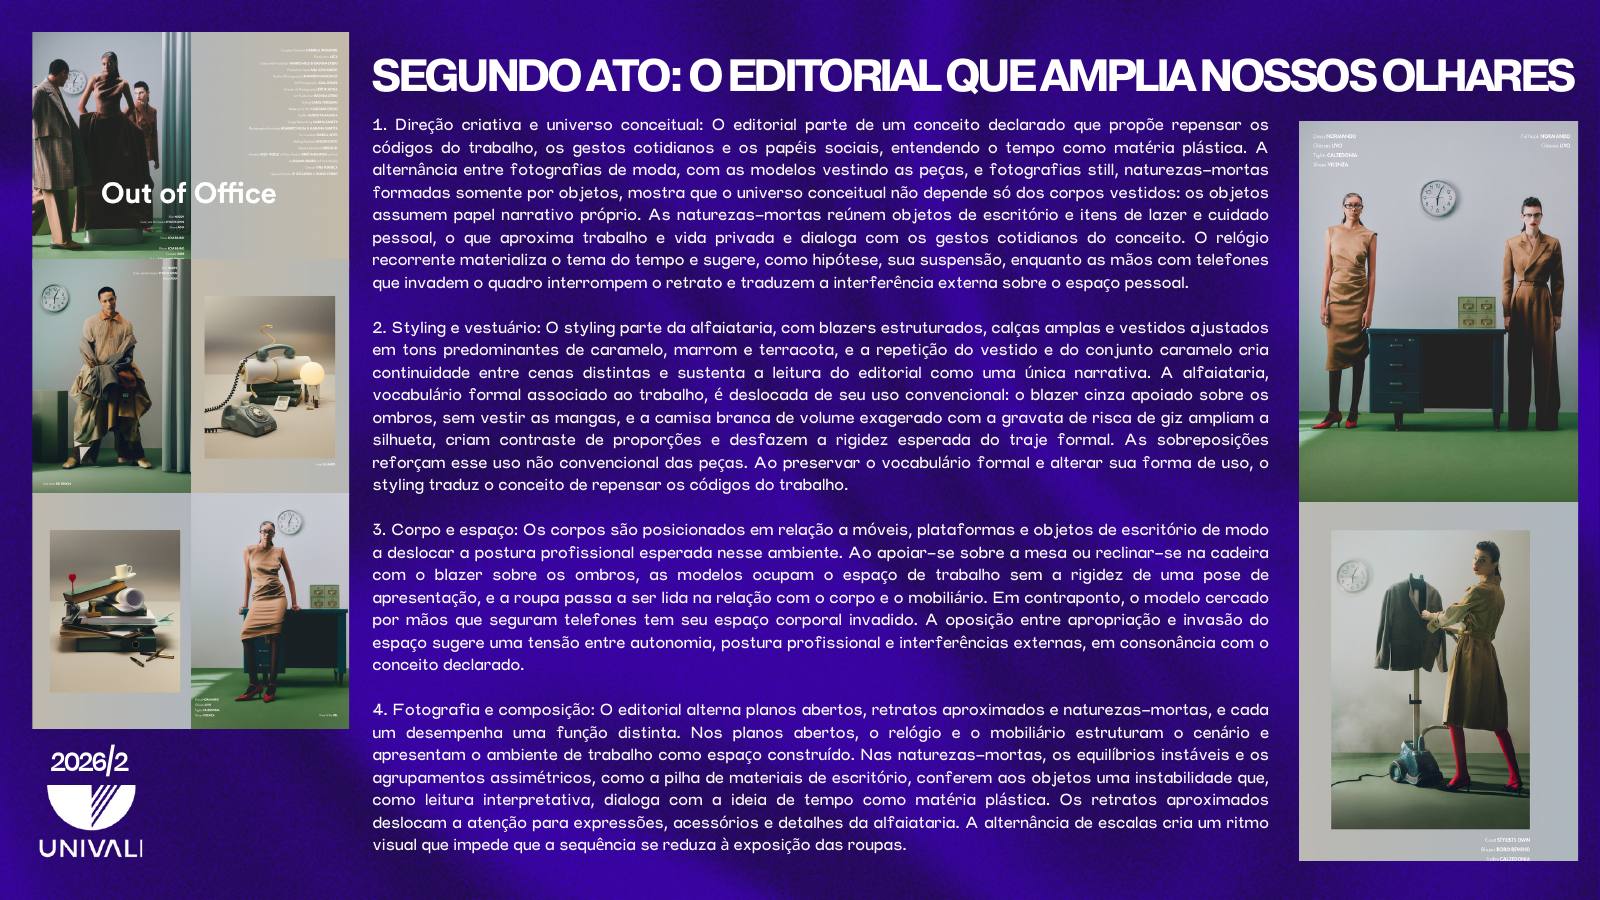 SEGUNDO ATO: O EDITORIAL QUE AMPLIA NOSSOS OLHARES
1. Direção criativa e universo conceitual: O editorial parte de um conceito declarado que propõe repensar os
códigos do trabalho, os gestos cotidianos e os papéis sociais, entendendo o tempo como matéria plástica. A
alternância entre fotografias de moda, com as modelos vestindo as peças, e fotografias still, naturezas-mortas
formadas somente por objetos, mostra que o universo conceitual não depende só dos corpos vestidos: os objetos
assumem papel narrativo próprio. As naturezas-mortas reúnem objetos de escritório e itens de lazer e cuidado
pessoal, o que aproxima trabalho e vida privada e dialoga com os gestos cotidianos do conceito. O relógio
recorrente materializa o tema do tempo e sugere, como hipótese, sua suspensão, enquanto as mãos com telefones
que invadem o quadro interrompem o retrato e traduzem a interferência externa sobre o espaço pessoal.
2. Styling e vestuário: O styling parte da alfaiataria, com blazers estruturados, calças amplas e vestidos ajustados
em tons predominantes de caramelo, marrom e terracota, e a repetição do vestido e do conjunto caramelo cria
continuidade entre cenas distintas e sustenta a leitura do editorial como uma única narrativa. A alfaiataria,
vocabulário formal associado ao trabalho, é deslocada de seu uso convencional: o blazer cinza apoiado sobre os
ombros, sem vestir as mangas, e a camisa branca de volume exagerado com a gravata de risca de giz ampliam a
silhueta, criam contraste de proporções e desfazem a rigidez esperada do traje formal. As sobreposições
reforçam esse uso não convencional das peças. Ao preservar o vocabulário formal e alterar sua forma de uso, o
styling traduz o conceito de repensar os códigos do trabalho.
3. Corpo e espaço: Os corpos são posicionados em relação a móveis, plataformas e objetos de escritório de modo
a deslocar a postura profissional esperada nesse ambiente. Ao apoiar-se sobre a mesa ou reclinar-se na cadeira
com o blazer sobre os ombros, as modelos ocupam o espaço de trabalho sem a rigidez de uma pose de
apresentação, e a roupa passa a ser lida na relação com o corpo e o mobiliário. Em contraponto, o modelo cercado
por mãos que seguram telefones tem seu espaço corporal invadido. A oposição entre apropriação e invasão do
espaço sugere uma tensão entre autonomia, postura profissional e interferências externas, em consonância com o
conceito declarado.
4. Fotografia e composição: O editorial alterna planos abertos, retratos aproximados e naturezas-mortas, e cada
um desempenha uma função distinta. Nos planos abertos, o relógio e o mobiliário estruturam o cenário e
apresentam o ambiente de trabalho como espaço construído. Nas naturezas-mortas, os equilíbrios instáveis e os
agrupamentos assimétricos, como a pilha de materiais de escritório, conferem aos objetos uma instabilidade que,
como leitura interpretativa, dialoga com a ideia de tempo como matéria plástica. Os retratos aproximados
deslocam a atenção para expressões, acessórios e detalhes da alfaiataria. A alternância de escalas cria um ritmo
visual que impede que a sequência se reduza à exposição das roupas.
Out of Office
2026/2
UNIVALI
NORMANDO
LIVO
CALZEDONIA
VICENZA
NORMANDO
LIVO
STYLIST'S OWN
CALZEDONIA